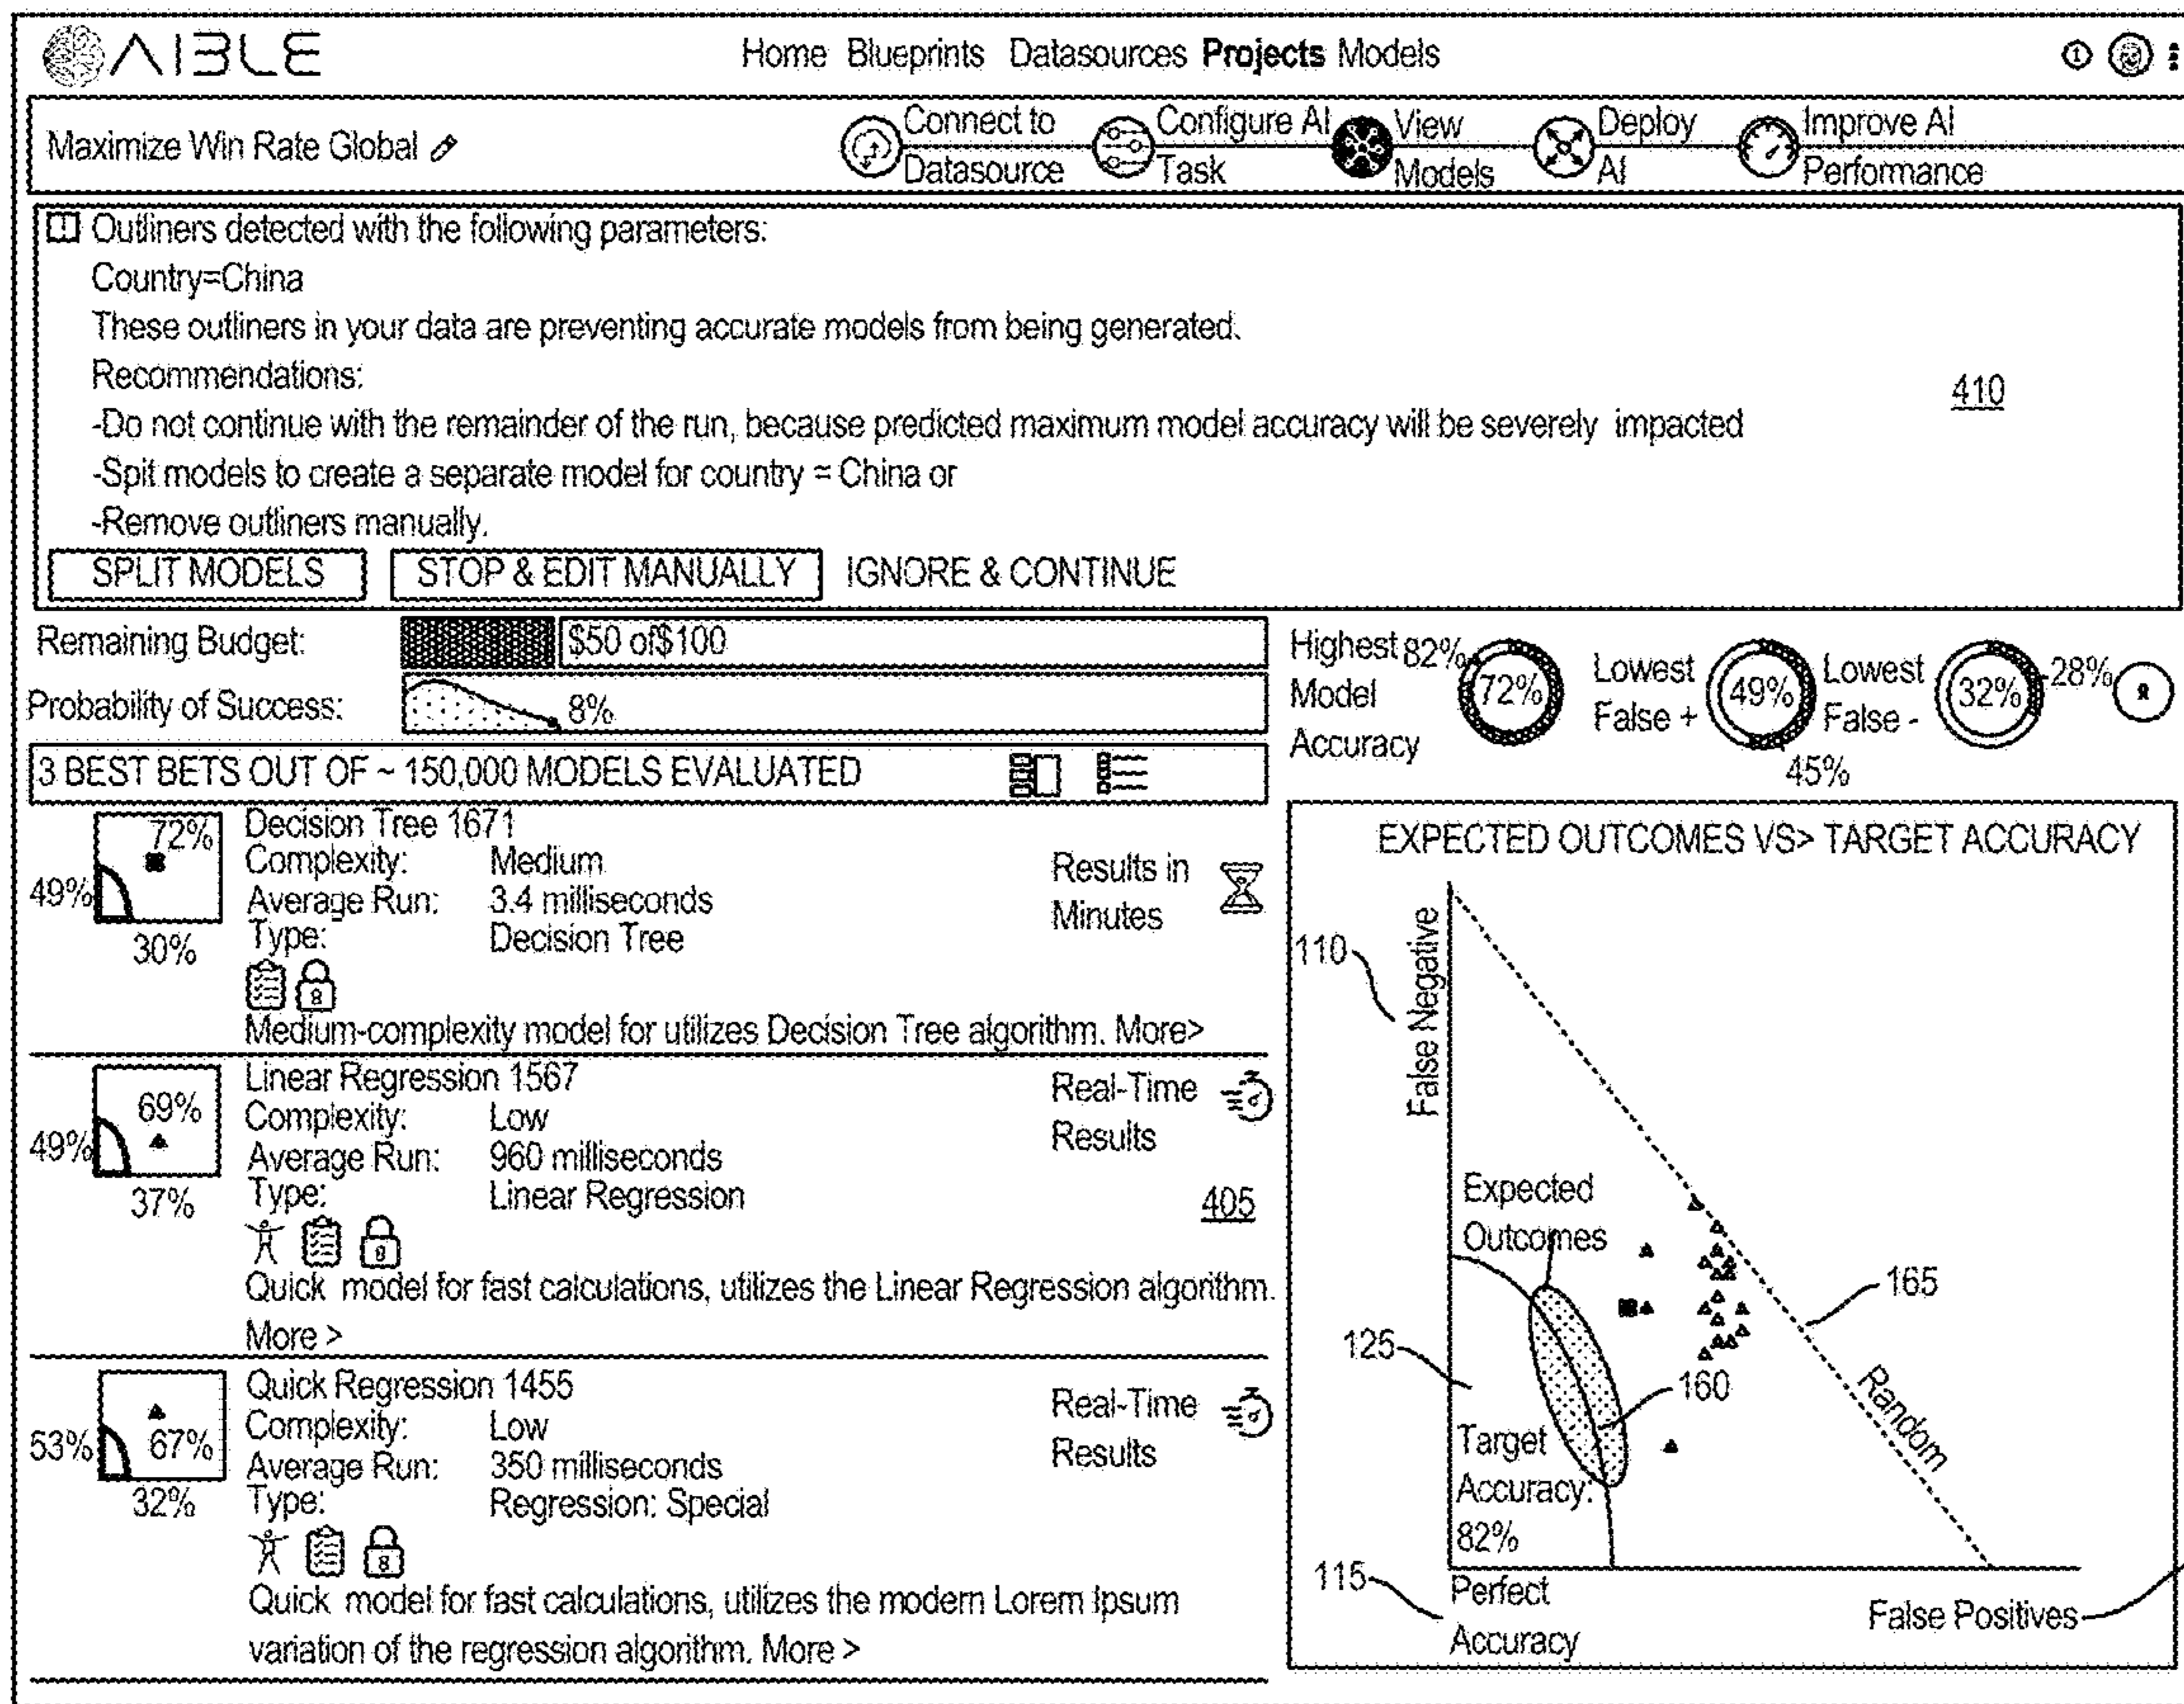 AIBLE
Home Blueprints Datasources Projects Models
Maximize Win Rate Global
Connect to
Datasource
Configure AI
Task
View
Models
Deploy
AI
Improve AI
Performance
Outliners detected with the following parameters:
Country=China
These outliners in your data are preventing accurate models from being generated.
Recommendations:
-Do not continue with the remainder of the run, because predicted maximum model accuracy will be severely impacted
-Spit models to create a separate model for country = China or
-Remove outliners manually.
410
SPLIT MODELS
STOP & EDIT MANUALLY
IGNORE & CONTINUE
Remaining Budget:
$50 of$100
Probability of Success:
8%
Highest
Model
Accuracy
82%
72%
Lowest
False +
49%
45%
Lowest
False -
32%
28%
3 BEST BETS OUT OF ~ 150,000 MODELS EVALUATED
72%
49%
30%
Decision Tree 1671
Complexity: Medium
Average Run: 3.4 milliseconds
Type: Decision Tree
Results in
Minutes
Medium-complexity model for utilizes Decision Tree algorithm. More>
69%
49%
37%
Linear Regression 1567
Complexity: Low
Average Run: 960 milliseconds
Type: Linear Regression
Real-Time
Results
405
Quick model for fast calculations, utilizes the Linear Regression algorithm.
More >
53%
67%
32%
Quick Regression 1455
Complexity: Low
Average Run: 350 milliseconds
Type: Regression: Special
Real-Time
Results
Quick model for fast calculations, utilizes the modern Lorem Ipsum
variation of the regression algorithm. More >
EXPECTED OUTCOMES VS> TARGET ACCURACY
110
False Negative
Expected
Outcomes
165
125
160
Random
Target
Accuracy:
82%
115
Perfect
Accuracy
False Positives